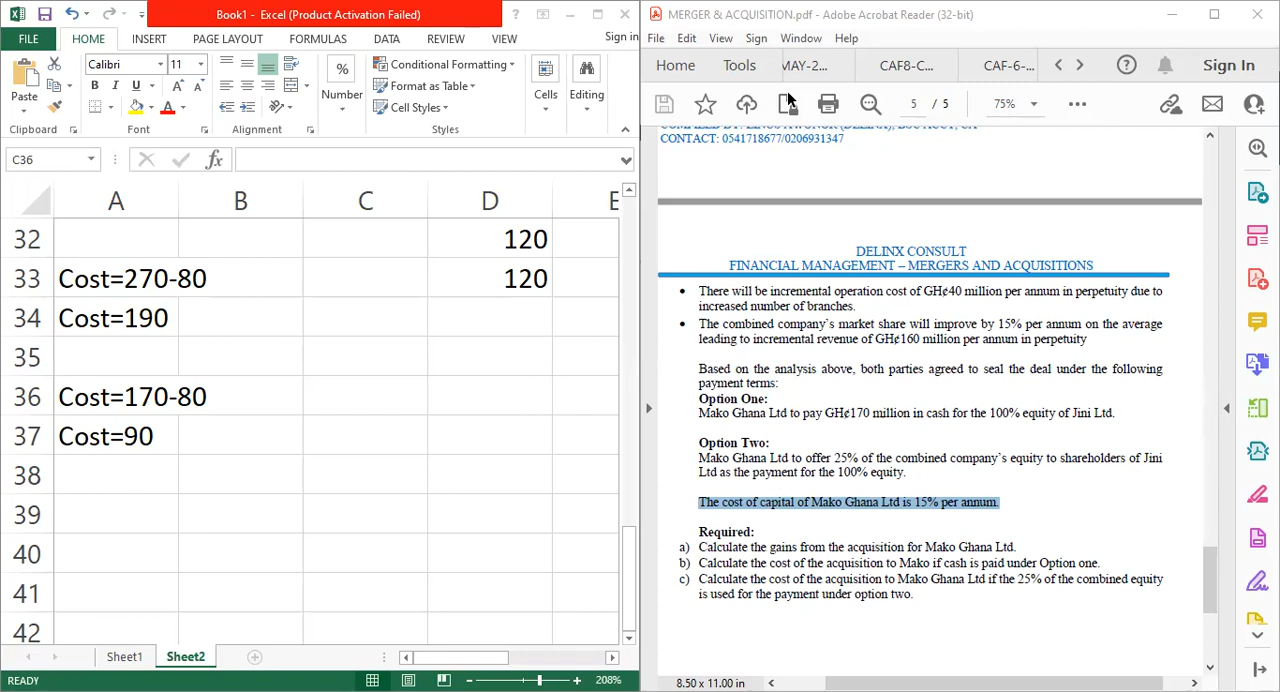 Book1 - Excel (Product Activation Failed)
FILE HOME INSERT PAGE LAYOUT FORMULAS DATA REVIEW VIEW Sign in
Calibri 11
Paste
B I U
A A
Conditional Formatting
Format as Table
Cell Styles
%
Number
Cells
Editing
Clipboard Font Alignment Styles
C36
fx
A B C D E
32 120
33 Cost=270-80 120
34 Cost=190
35
36 Cost=170-80
37 Cost=90
38
39
40
41
42
Sheet1 Sheet2
READY 208%
MERGER & ACQUISITION.pdf - Adobe Acrobat Reader (32-bit)
File Edit View Sign Window Help
Home Tools MAY-2... CAF8-C... CAF-6-... Sign In
5 / 5 75%
CONTACT: 0541718677/0206931347
DELINX CONSULT
FINANCIAL MANAGEMENT – MERGERS AND ACQUISITIONS
• There will be incremental operation cost of GH¢40 million per annum in perpetuity due to
increased number of branches.
• The combined company's market share will improve by 15% per annum on the average
leading to incremental revenue of GH¢160 million per annum in perpetuity
Based on the analysis above, both parties agreed to seal the deal under the following
payment terms:
Option One:
Mako Ghana Ltd to pay GH¢170 million in cash for the 100% equity of Jini Ltd.
Option Two:
Mako Ghana Ltd to offer 25% of the combined company's equity to shareholders of Jini
Ltd as the payment for the 100% equity.
The cost of capital of Mako Ghana Ltd is 15% per annum.
Required:
a) Calculate the gains from the acquisition for Mako Ghana Ltd.
b) Calculate the cost of the acquisition to Mako if cash is paid under Option one.
c) Calculate the cost of the acquisition to Mako Ghana Ltd if the 25% of the combined equity
is used for the payment under option two.
8.50 x 11.00 in